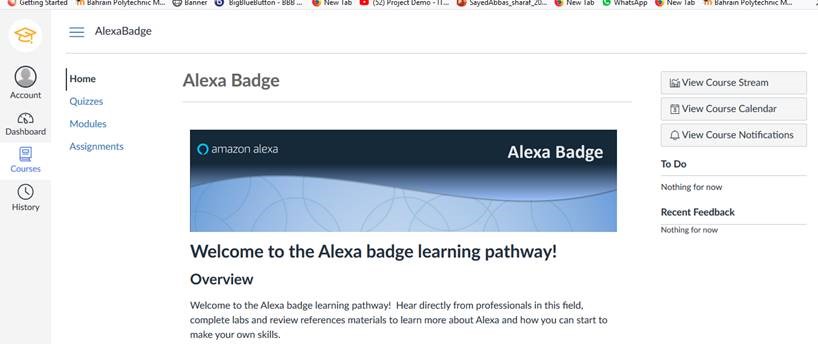 Getting Started Bahrain Polytechnic M... Banner BigBlueButton - BBB ... New Tab (52) Project Demo - IT... SayedAbbas_sharaf_20... New Tab WhatsApp New Tab Bahrain Polytechnic M...
AlexaBadge
Account
Dashboard
Courses
History
Home
Quizzes
Modules
Assignments
Alexa Badge
amazon alexa
Alexa Badge
Welcome to the Alexa badge learning pathway!
Overview
Welcome to the Alexa badge learning pathway! Hear directly from professionals in this field,
complete labs and review references materials to learn more about Alexa and how you can start to
make your own skills.
View Course Stream
View Course Calendar
View Course Notifications
To Do
Nothing for now
Recent Feedback
Nothing for now